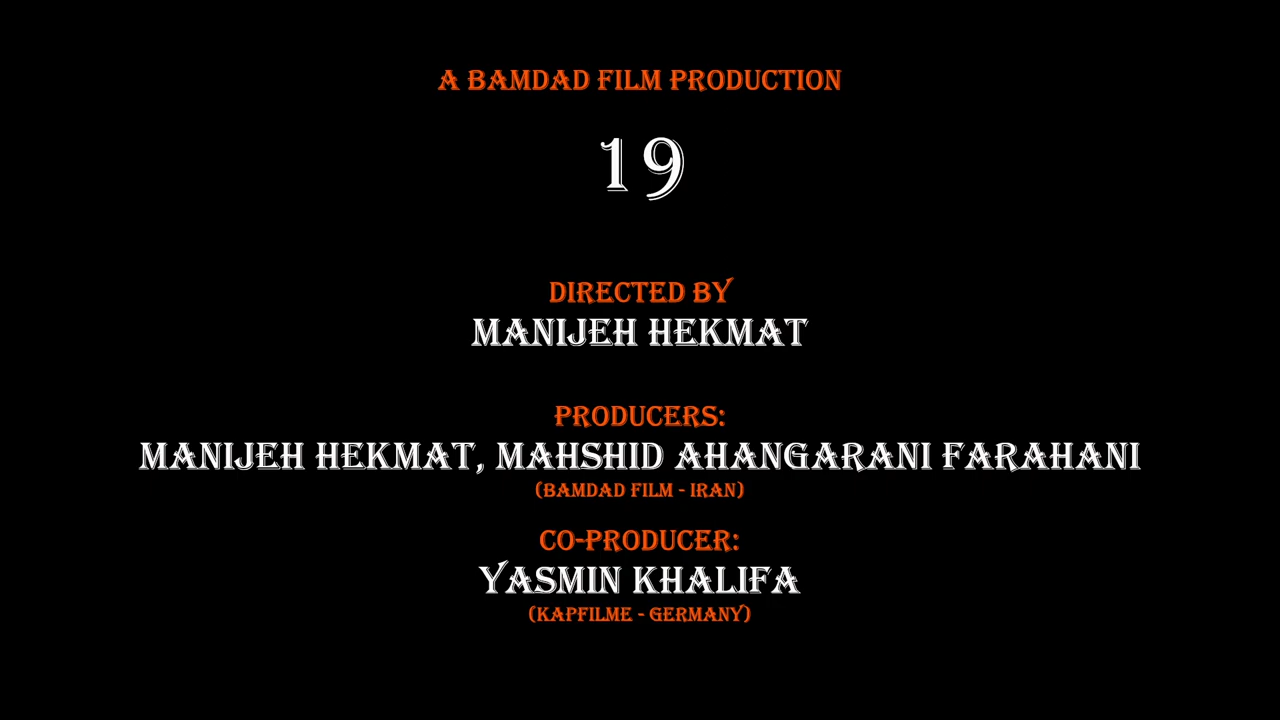 A BAMDAD FILM PRODUCTION
19
DIRECTED BY
MANIJEH HEKMAT
PRODUCERS:
MANIJEH HEKMAT, MAHSHID AHANGARANI FARAHANI
(BAMDAD FILM - IRAN)
CO-PRODUCER:
YASMIN KHALIFA
(KAPFILME - GERMANY)